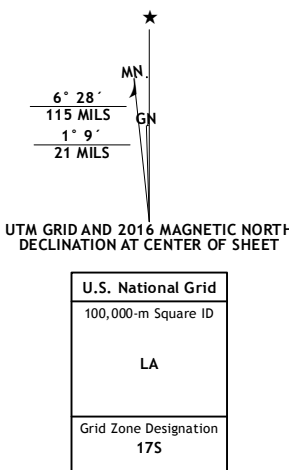 ★
MN.
6° 28´
115 MILS
GN
1° 9´
21 MILS
UTM GRID AND 2016 MAGNETIC NORTH
DECLINATION AT CENTER OF SHEET
U.S. National Grid
100,000-m Square ID
LA
Grid Zone Designation
17S